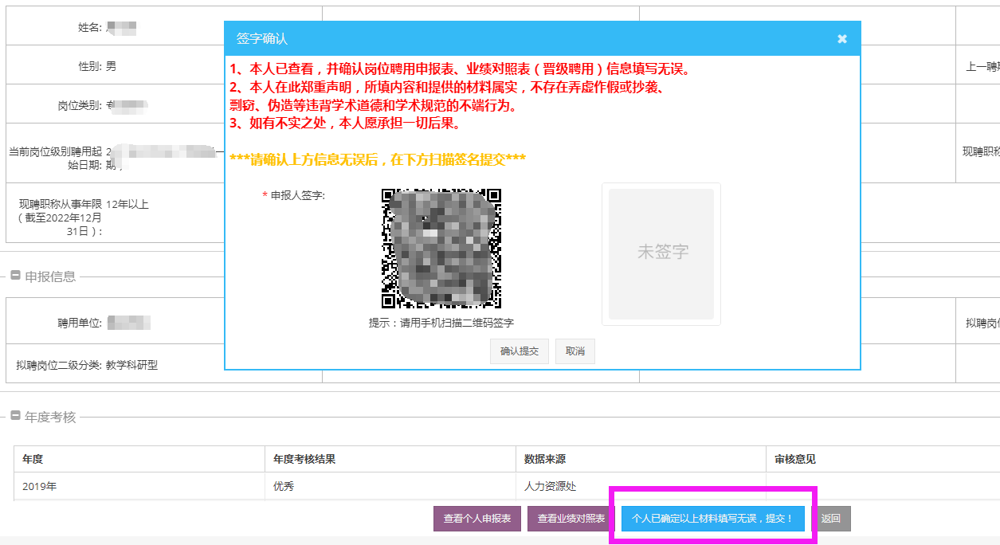 姓名:
性别: 男
岗位类别:
当前岗位级别聘用起
始日期:
现聘职称从事年限 12年以上
（截至2022年12月
31日）:
签字确认
1、本人已查看，并确认岗位聘用申报表、业绩对照表（晋级聘用）信息填写无误。
2、本人在此郑重声明，所填内容和提供的材料属实，不存在弄虚作假或抄袭、
剽窃、伪造等违背学术道德和学术规范的不端行为。
3、如有不实之处，本人愿承担一切后果。
***请确认上方信息无误后，在下方扫描签名提交***
* 申报人签字:
未签字
提示：请用手机扫描二维码签字
确认提交 取消
上一聘
现聘职称
申报信息
聘用单位:
拟聘岗位
拟聘岗位二级分类: 教学科研型
年度考核
年度 年度考核结果 数据来源 审核意见
2019年 优秀 人力资源处
查看个人申报表 查看业绩对照表 个人已确定以上材料填写无误，提交！ 返回